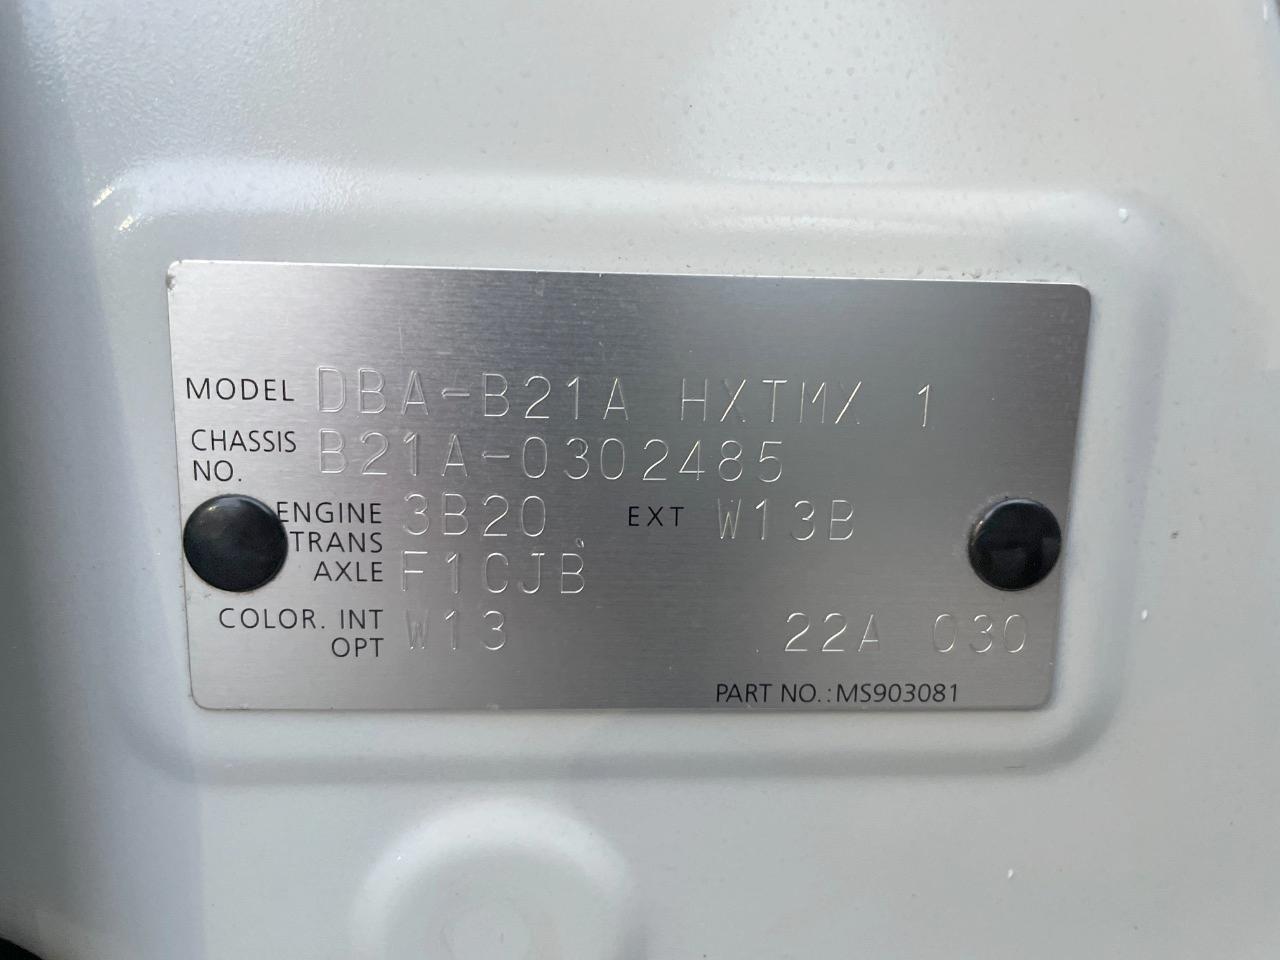 MODEL DBA-B21A HXTMX 1
CHASSIS NO. B21A-0302485
ENGINE 3B20 EXT W13B
TRANS AXLE F1CJB
COLOR. INT OPT W13 22A 030
PART NO.:MS903081